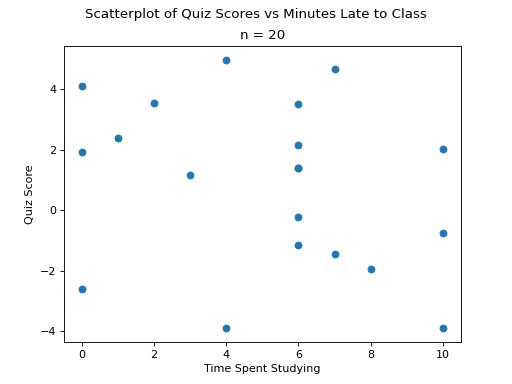 Scatterplot of Quiz Scores vs Minutes Late to Class
n = 20
4
2
0
−2
−4
Quiz Score
0 2 4 6 8 10
Time Spent Studying